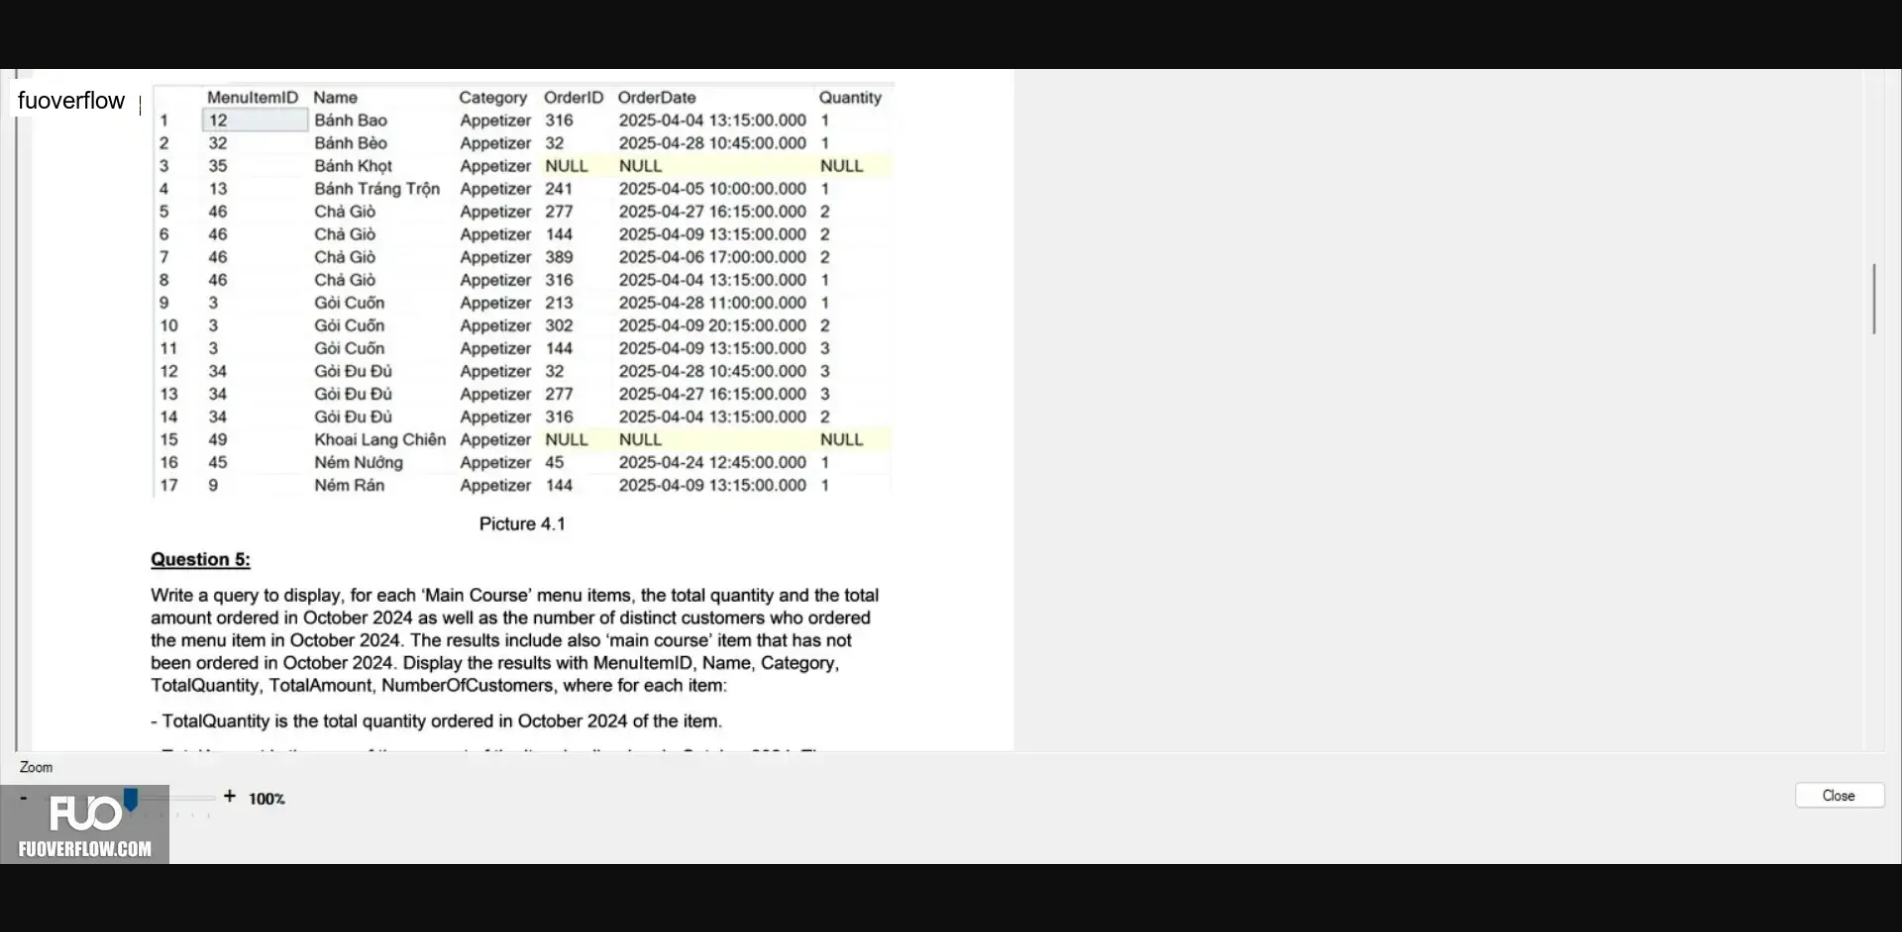 fuoverflow
MenuItemID Name Category OrderID OrderDate Quantity
1 12 Bánh Bao Appetizer 316 2025-04-04 13:15:00.000 1
2 32 Bánh Bèo Appetizer 32 2025-04-28 10:45:00.000 1
3 35 Bánh Khọt Appetizer NULL NULL NULL
4 13 Bánh Tráng Trộn Appetizer 241 2025-04-05 10:00:00.000 1
5 46 Chả Giò Appetizer 277 2025-04-27 16:15:00.000 2
6 46 Chả Giò Appetizer 144 2025-04-09 13:15:00.000 2
7 46 Chả Giò Appetizer 389 2025-04-06 17:00:00.000 2
8 46 Chả Giò Appetizer 316 2025-04-04 13:15:00.000 1
9 3 Gỏi Cuốn Appetizer 213 2025-04-28 11:00:00.000 1
10 3 Gỏi Cuốn Appetizer 302 2025-04-09 20:15:00.000 2
11 3 Gỏi Cuốn Appetizer 144 2025-04-09 13:15:00.000 3
12 34 Gỏi Đu Đủ Appetizer 32 2025-04-28 10:45:00.000 3
13 34 Gỏi Đu Đủ Appetizer 277 2025-04-27 16:15:00.000 3
14 34 Gỏi Đu Đủ Appetizer 316 2025-04-04 13:15:00.000 2
15 49 Khoai Lang Chiên Appetizer NULL NULL NULL
16 45 Ném Nướng Appetizer 45 2025-04-24 12:45:00.000 1
17 9 Ném Rán Appetizer 144 2025-04-09 13:15:00.000 1
Picture 4.1
Question 5:
Write a query to display, for each ‘Main Course’ menu items, the total quantity and the total
amount ordered in October 2024 as well as the number of distinct customers who ordered
the menu item in October 2024. The results include also ‘main course’ item that has not
been ordered in October 2024. Display the results with MenuItemID, Name, Category,
TotalQuantity, TotalAmount, NumberOfCustomers, where for each item:
- TotalQuantity is the total quantity ordered in October 2024 of the item.
Zoom
- + 100%
Close
FUO
FUOVERFLOW.COM